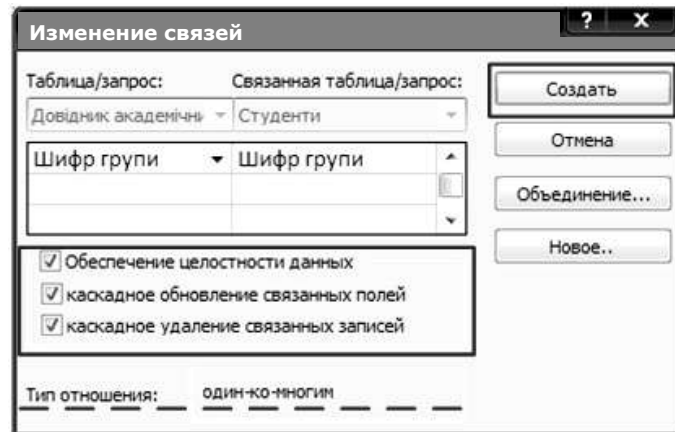 Изменение связей ? X
Таблица/запрос: Связанная таблица/запрос:
Создать
Довідник академічни Студенти
Отмена
Шифр групи Шифр групи
Объединение...
Новое..
Обеспечение целостности данных
каскадное обновление связанных полей
каскадное удаление связанных записей
Тип отношения: один-ко-многим